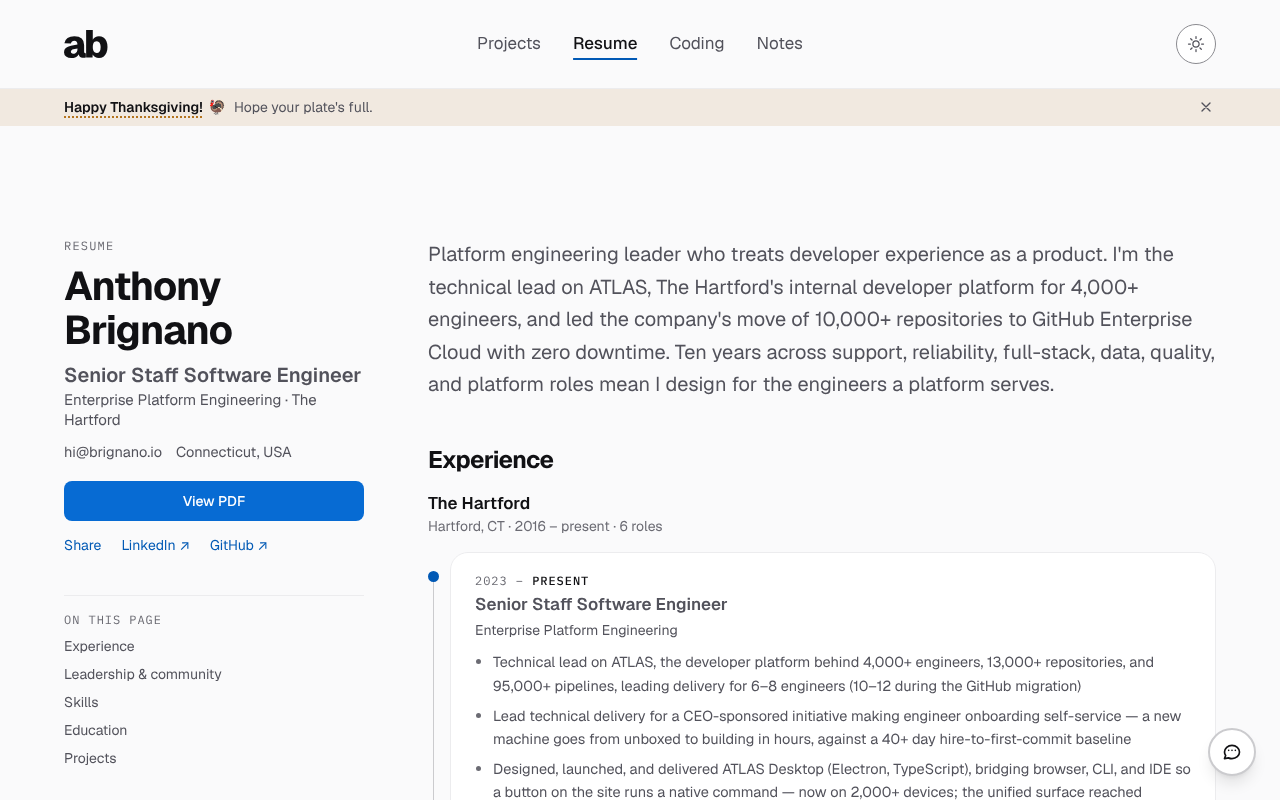 ab
Projects Resume Coding Notes
Happy Thanksgiving! 🦃 Hope your plate's full.
RESUME
Anthony
Brignano
Senior Staff Software Engineer
Enterprise Platform Engineering · The
Hartford
hi@brignano.io Connecticut, USA
View PDF
Share LinkedIn ↗ GitHub ↗
ON THIS PAGE
Experience
Leadership & community
Skills
Education
Projects
Platform engineering leader who treats developer experience as a product. I'm the
technical lead on ATLAS, The Hartford's internal developer platform for 4,000+
engineers, and led the company's move of 10,000+ repositories to GitHub Enterprise
Cloud with zero downtime. Ten years across support, reliability, full-stack, data, quality,
and platform roles mean I design for the engineers a platform serves.
Experience
The Hartford
Hartford, CT · 2016 – present · 6 roles
2023 – PRESENT
Senior Staff Software Engineer
Enterprise Platform Engineering
• Technical lead on ATLAS, the developer platform behind 4,000+ engineers, 13,000+ repositories, and
95,000+ pipelines, leading delivery for 6–8 engineers (10–12 during the GitHub migration)
• Lead technical delivery for a CEO-sponsored initiative making engineer onboarding self-service — a new
machine goes from unboxed to building in hours, against a 40+ day hire-to-first-commit baseline
• Designed, launched, and delivered ATLAS Desktop (Electron, TypeScript), bridging browser, CLI, and IDE so
a button on the site runs a native command — now on 2,000+ devices; the unified surface reached